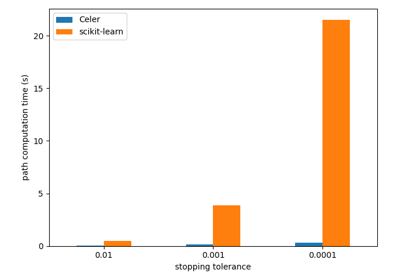 Celer
scikit-learn
path computation time (s)
20
15
10
5
0
0.01 0.001 0.0001
stopping tolerance